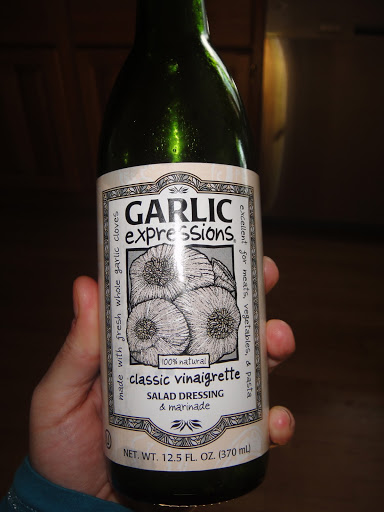 GARLIC
expressions®
made with fresh whole garlic cloves
excellent for meats, vegetables, & pasta
100% natural
classic vinaigrette
SALAD DRESSING
& marinade
NET. WT. 12.5 FL. OZ. (370 mL)